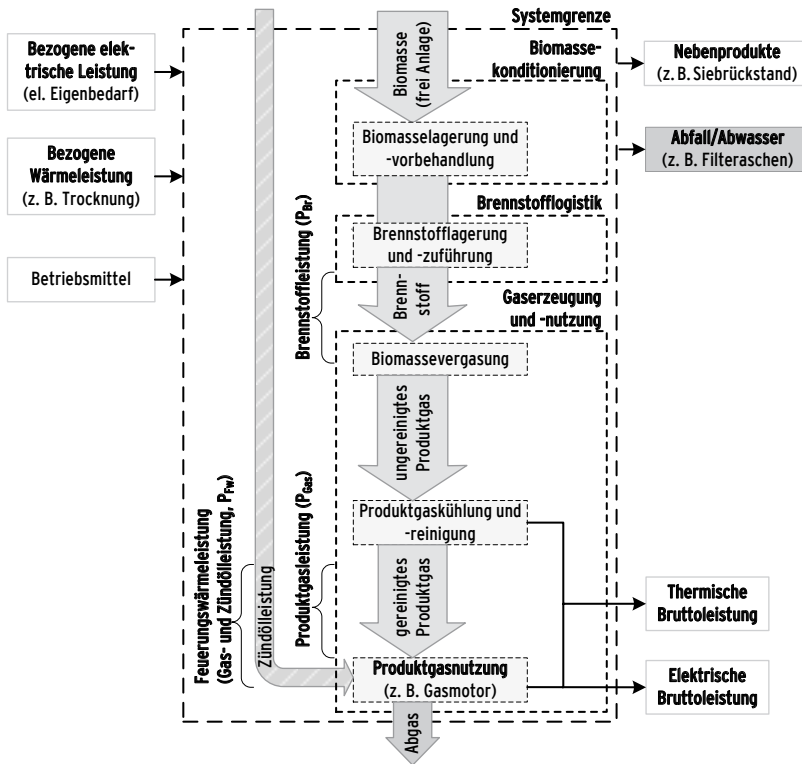 Systemgrenze
Bezogene elek-
trische Leistung
(el. Eigenbedarf)
Bezogene
Wärmeleistung
(z. B. Trocknung)
Betriebsmittel
Biomasse
(frei Anlage)
Biomasse-
konditionierung
Biomasselagerung und
-vorbehandlung
Brennstofflogistik
Brennstofflagerung
und -zuführung
Brennstoffleistung (PBr)
Brenn-
stoff
Gaserzeugung
und -nutzung
Biomassevergasung
ungereinigtes
Produktgas
Produktgaskühlung und
-reinigung
gereinigtes
Produktgas
Produktgasleistung (PGas)
Feuerungswärmeleistung
(Gas- und Zündölleistung, PFw)
Zündölleistung
Produktgasnutzung
(z. B. Gasmotor)
Abgas
Nebenprodukte
(z. B. Siebrückstand)
Abfall/Abwasser
(z. B. Filteraschen)
Thermische
Bruttoleistung
Elektrische
Bruttoleistung